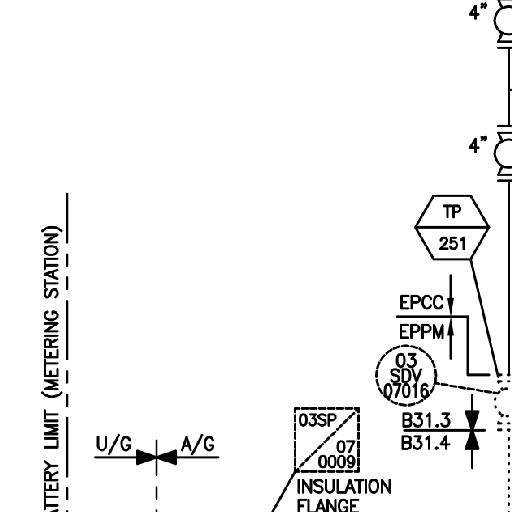 4"
4"
TP
251
EPCC
EPPM
03
SDV
07016
B31.3
B31.4
03SP
07
0009
INSULATION
FLANGE
U/G
A/G
LIMIT (METERING STATION)